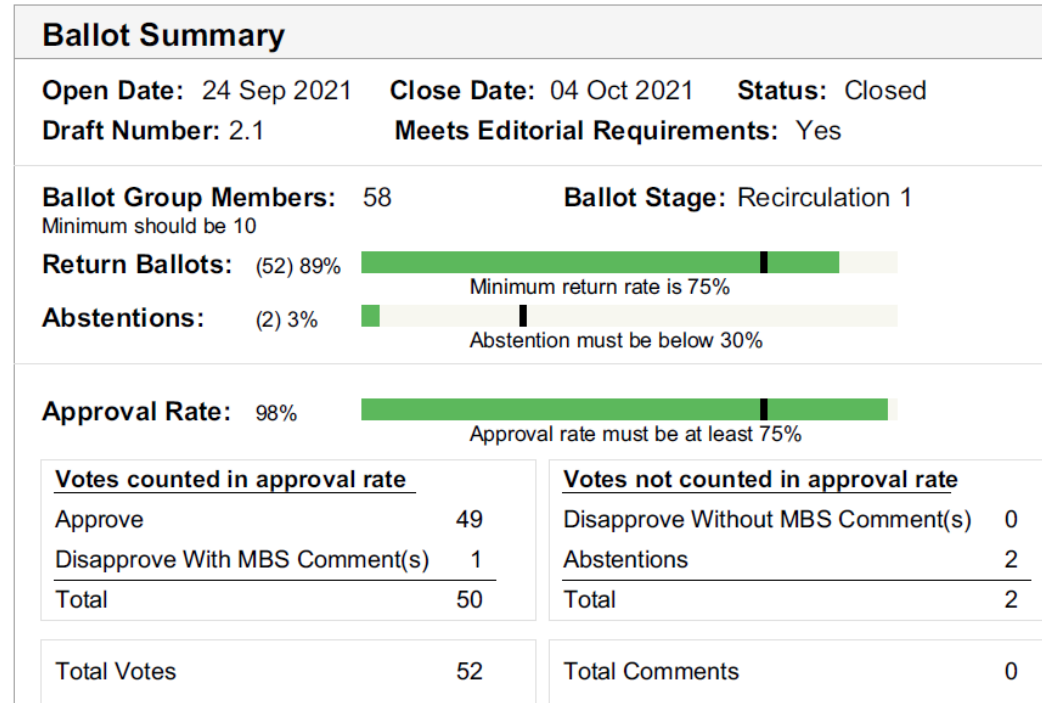 Ballot Summary
Open Date: 24 Sep 2021 Close Date: 04 Oct 2021 Status: Closed
Draft Number: 2.1 Meets Editorial Requirements: Yes
Ballot Group Members: 58 Ballot Stage: Recirculation 1
Minimum should be 10
Return Ballots: (52) 89%
Minimum return rate is 75%
Abstentions: (2) 3%
Abstention must be below 30%
Approval Rate: 98%
Approval rate must be at least 75%
Votes counted in approval rate
Approve 49
Disapprove With MBS Comment(s) 1
Total 50
Votes not counted in approval rate
Disapprove Without MBS Comment(s) 0
Abstentions 2
Total 2
Total Votes 52
Total Comments 0